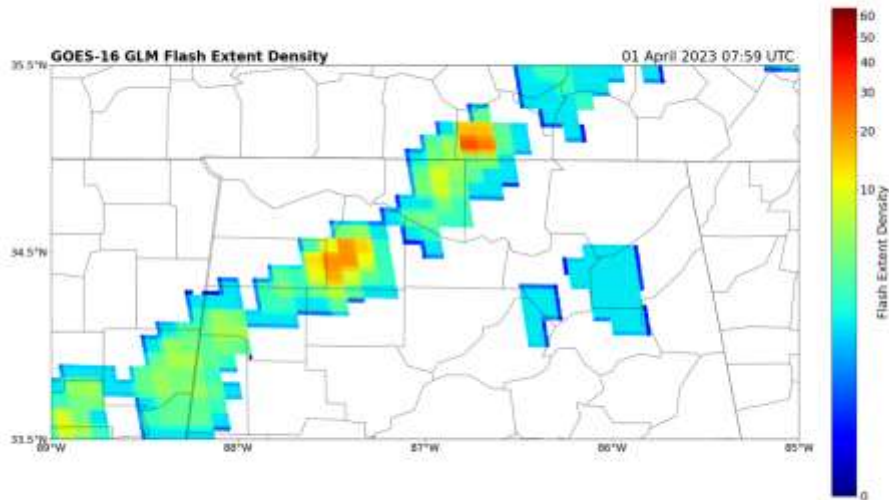 GOES-16 GLM Flash Extent Density
01 April 2023 07:59 UTC
35.5°N
34.5°N
33.5°N
89°W
88°W
87°W
86°W
85°W
60
50
40
30
20
10
0
Flash Extent Density